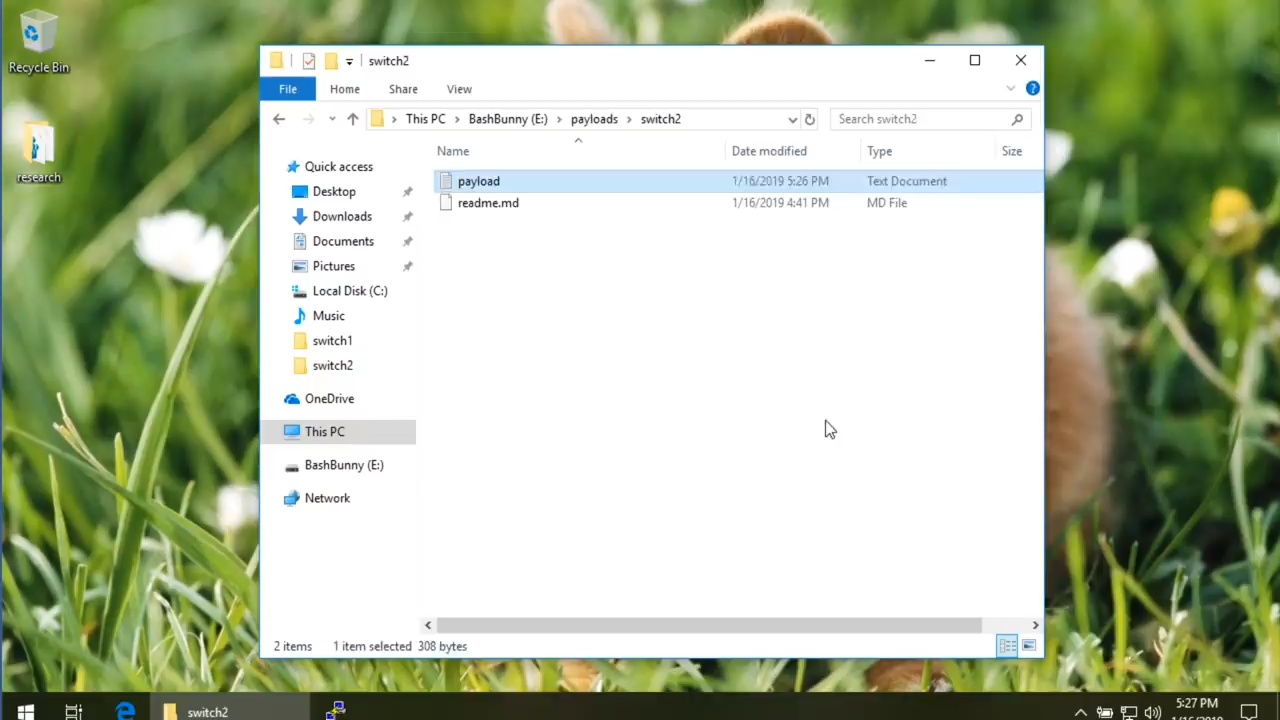 Recycle Bin
research
switch2
File Home Share View
This PC BashBunny (E:) payloads switch2
Search switch2
Name Date modified Type Size
payload 1/16/2019 5:26 PM Text Document
readme.md 1/16/2019 4:41 PM MD File
Quick access
Desktop
Downloads
Documents
Pictures
Local Disk (C:)
Music
switch1
switch2
OneDrive
This PC
BashBunny (E:)
Network
2 items 1 item selected 308 bytes
switch2
5:27 PM
1/16/2019